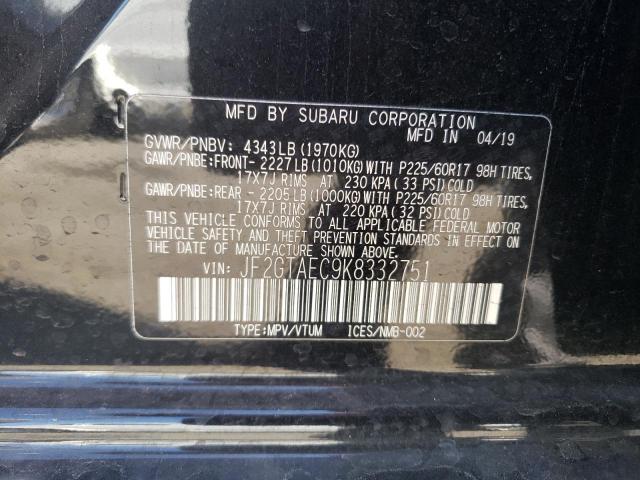 MFD BY SUBARU CORPORATION
MFD IN 04/19
GVWR/PNBV: 4343LB (1970KG)
GAWR/PNBE:FRONT- 2227LB(1010KG)WITH P225/60R17 98H TIRES,
17X7J RIMS AT 230 KPA (33 PSI)COLD
GAWR/PNBE:REAR - 2205LB(1000KG)WITH P225/60R17 98H TIRES,
17X7J RIMS AT 220 KPA (32 PSI)COLD
THIS VEHICLE CONFORMS TO ALL APPLICABLE FEDERAL MOTOR
VEHICLE SAFETY AND THEFT PREVENTION STANDARDS IN EFFECT ON
THE DATE OF MANUFACTURE SHOWN ABOVE.
VIN: JF2GTAEC9K8332751
TYPE:MPV/VTUM ICES/NMB-002